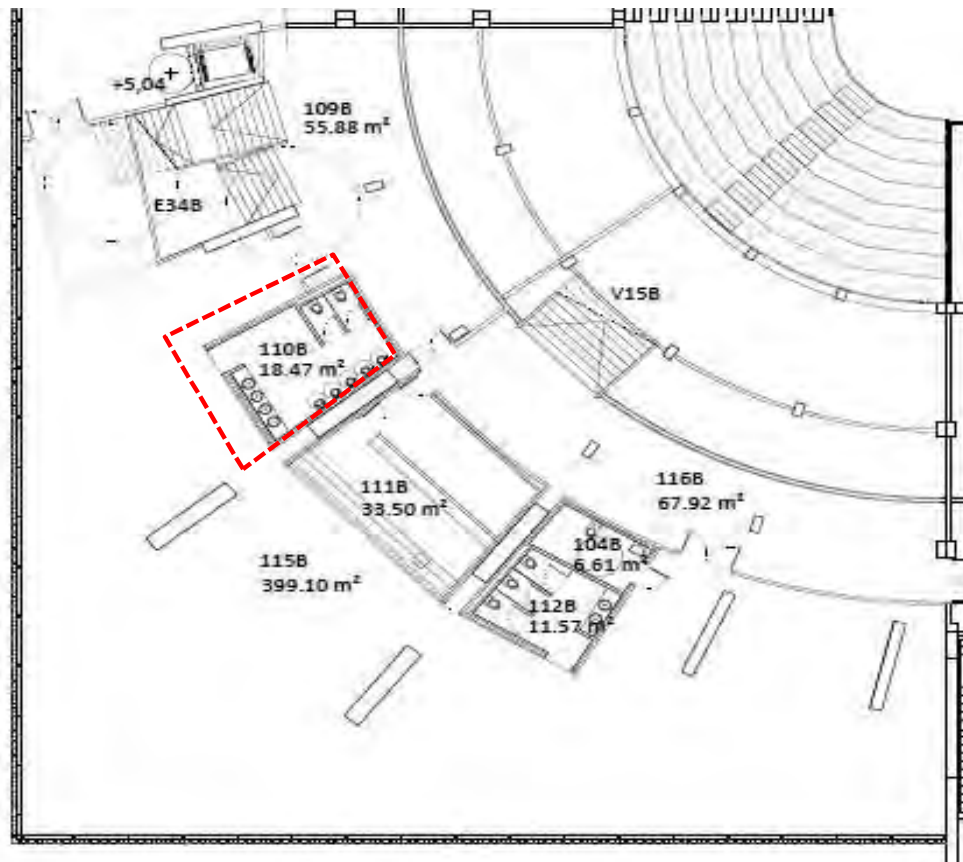 +5,04
109B
55.88 m²
E34B
V15B
110B
18.47 m²
111B
33.50 m²
116B
67.92 m²
104B
6.61 m²
115B
399.10 m²
112B
11.57 m²